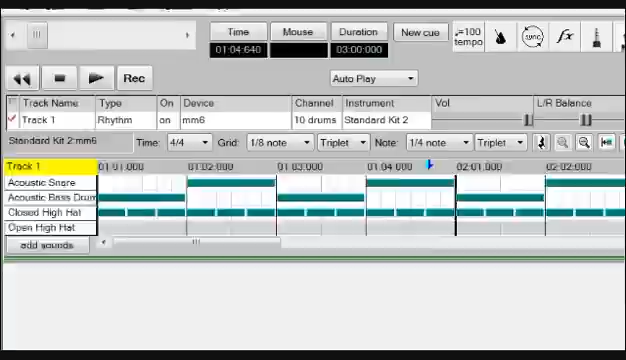 Time Mouse Duration New cue ♩=100 tempo sync fx
01:04:640 03:00:000
Rec Auto Play
Track Name Type On Device Channel Instrument Vol L/R Balance
Track 1 Rhythm on mm6 10 drums Standard Kit 2
Standard Kit 2:mm6 Time: 4/4 Grid: 1/8 note Triplet Note: 1/4 note Triplet
Track 1 01:01:000 01:02:000 01:03:000 01:04:000 02:01:000 02:02:000
Acoustic Snare
Acoustic Bass Drum
Closed High Hat
Open High Hat
add sounds